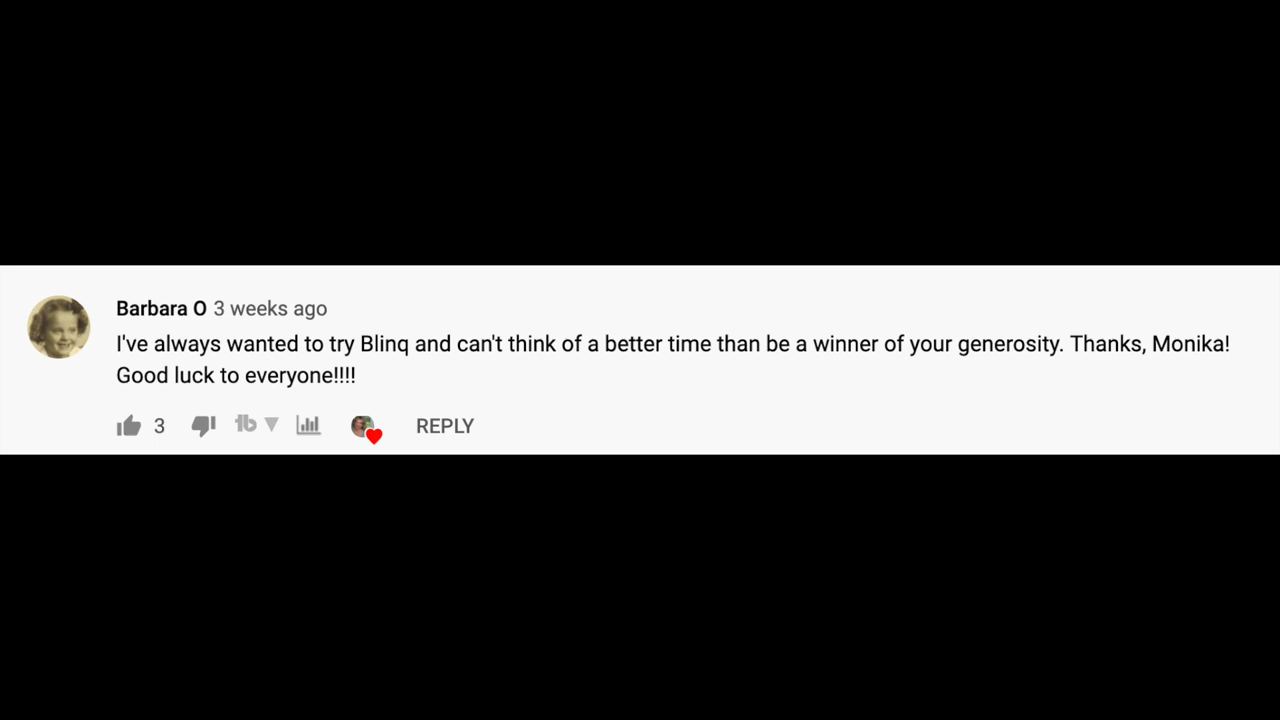 Barbara O 3 weeks ago
I've always wanted to try Blinq and can't think of a better time than be a winner of your generosity. Thanks, Monika!
Good luck to everyone!!!!
3 tb REPLY